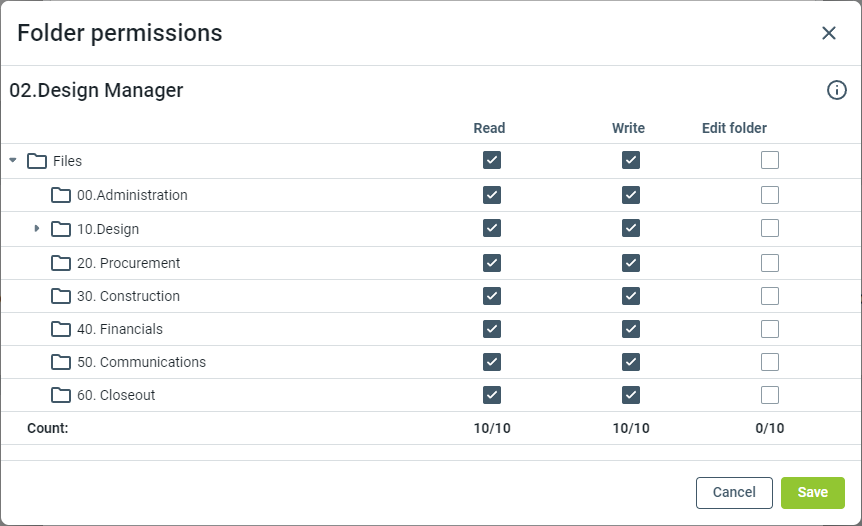 Folder permissions
02.Design Manager
Read Write Edit folder
Files
00.Administration
10.Design
20. Procurement
30. Construction
40. Financials
50. Communications
60. Closeout
Count: 10/10 10/10 0/10
Cancel Save